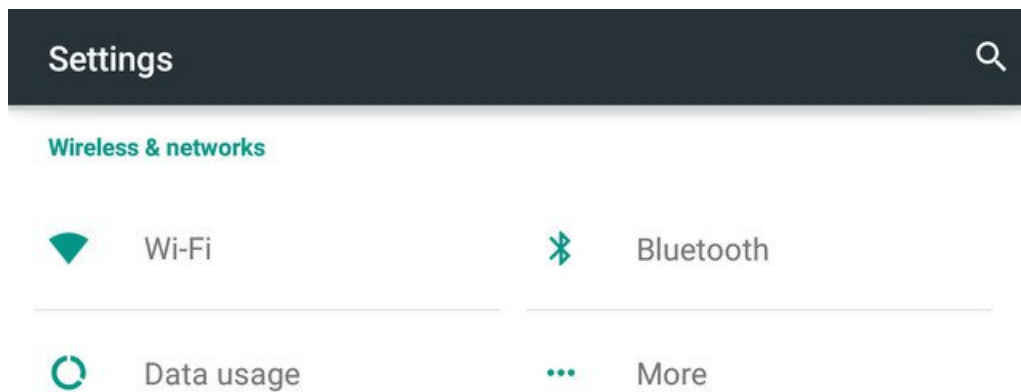 Settings
Wireless & networks
Wi-Fi
Bluetooth
Data usage
More